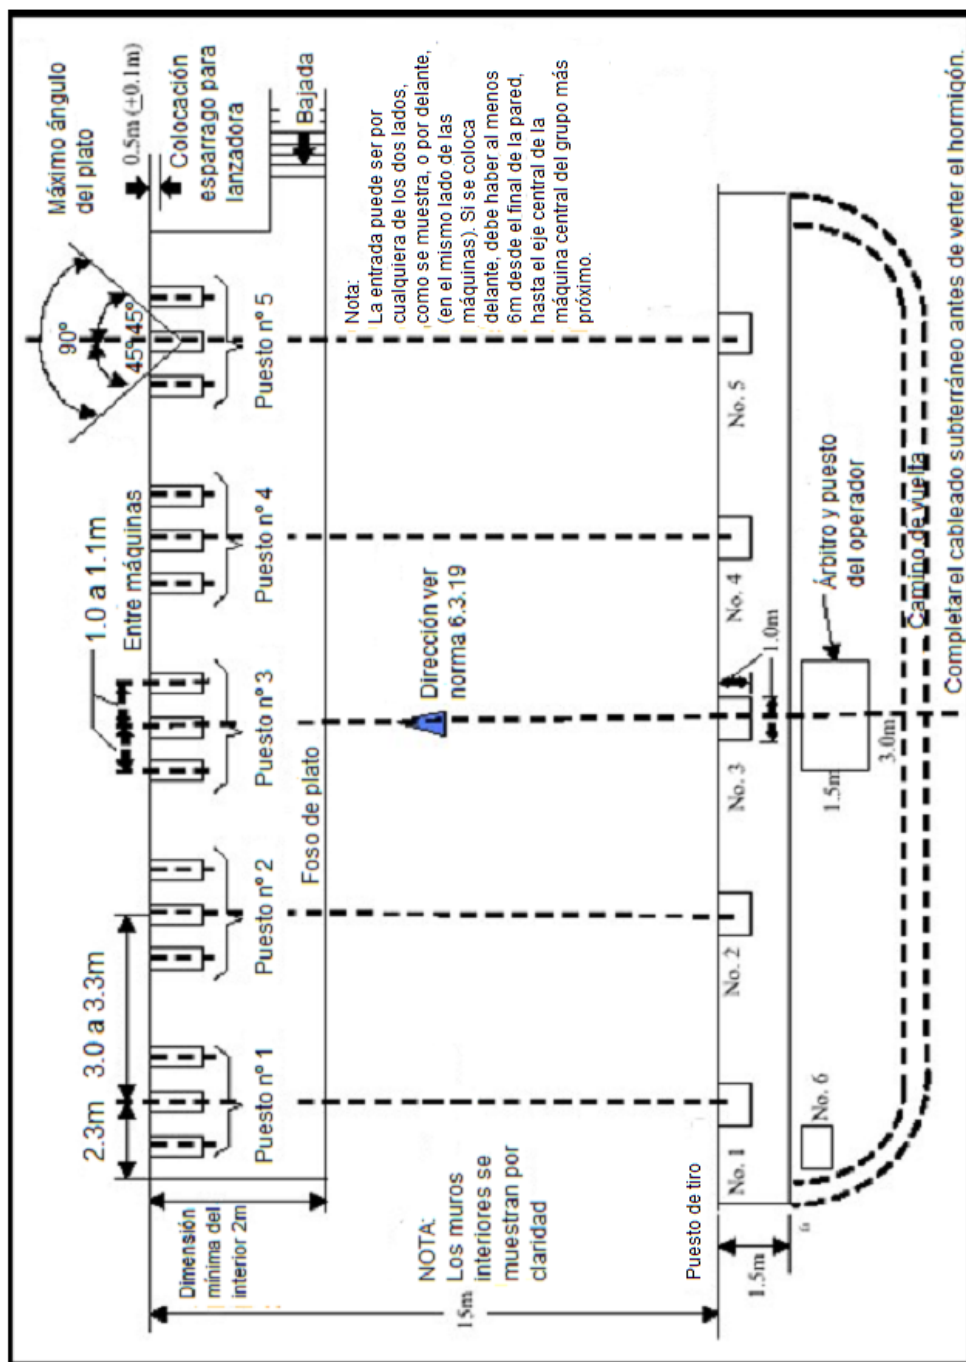 Máximo ángulo
del plato
0.5m (±0.1m)
Colocación
esparrago para
lanzadora
Bajada
90º
45º
45º
1.0 a 1.1m
Entre máquinas
3.0 a 3.3m
2.3m
Puesto nº 1
Puesto nº 2
Puesto nº 3
Puesto nº 4
Puesto nº 5
Foso de plato
Dimensión
mínima del
interior 2m
Nota:
La entrada puede ser por
cualquiera de los dos lados,
como se muestra, o por delante,
(en el mismo lado de las
máquinas). Si se coloca
delante, debe haber al menos
6m desde el final de la pared,
hasta el eje central de la
máquina central del grupo más
próximo.
Dirección ver
norma 6.3.19
NOTA:
Los muros
interiores se
muestran por
claridad
15m
Puesto de tiro
No. 1
No. 2
No. 3
No. 4
No. 5
1.0m
1.5m
6
No. 6
1.5m
3.0m
Árbitro y puesto
del operador
Camino de vuelta
Completar el cableado subterráneo antes de verter el hormigón.